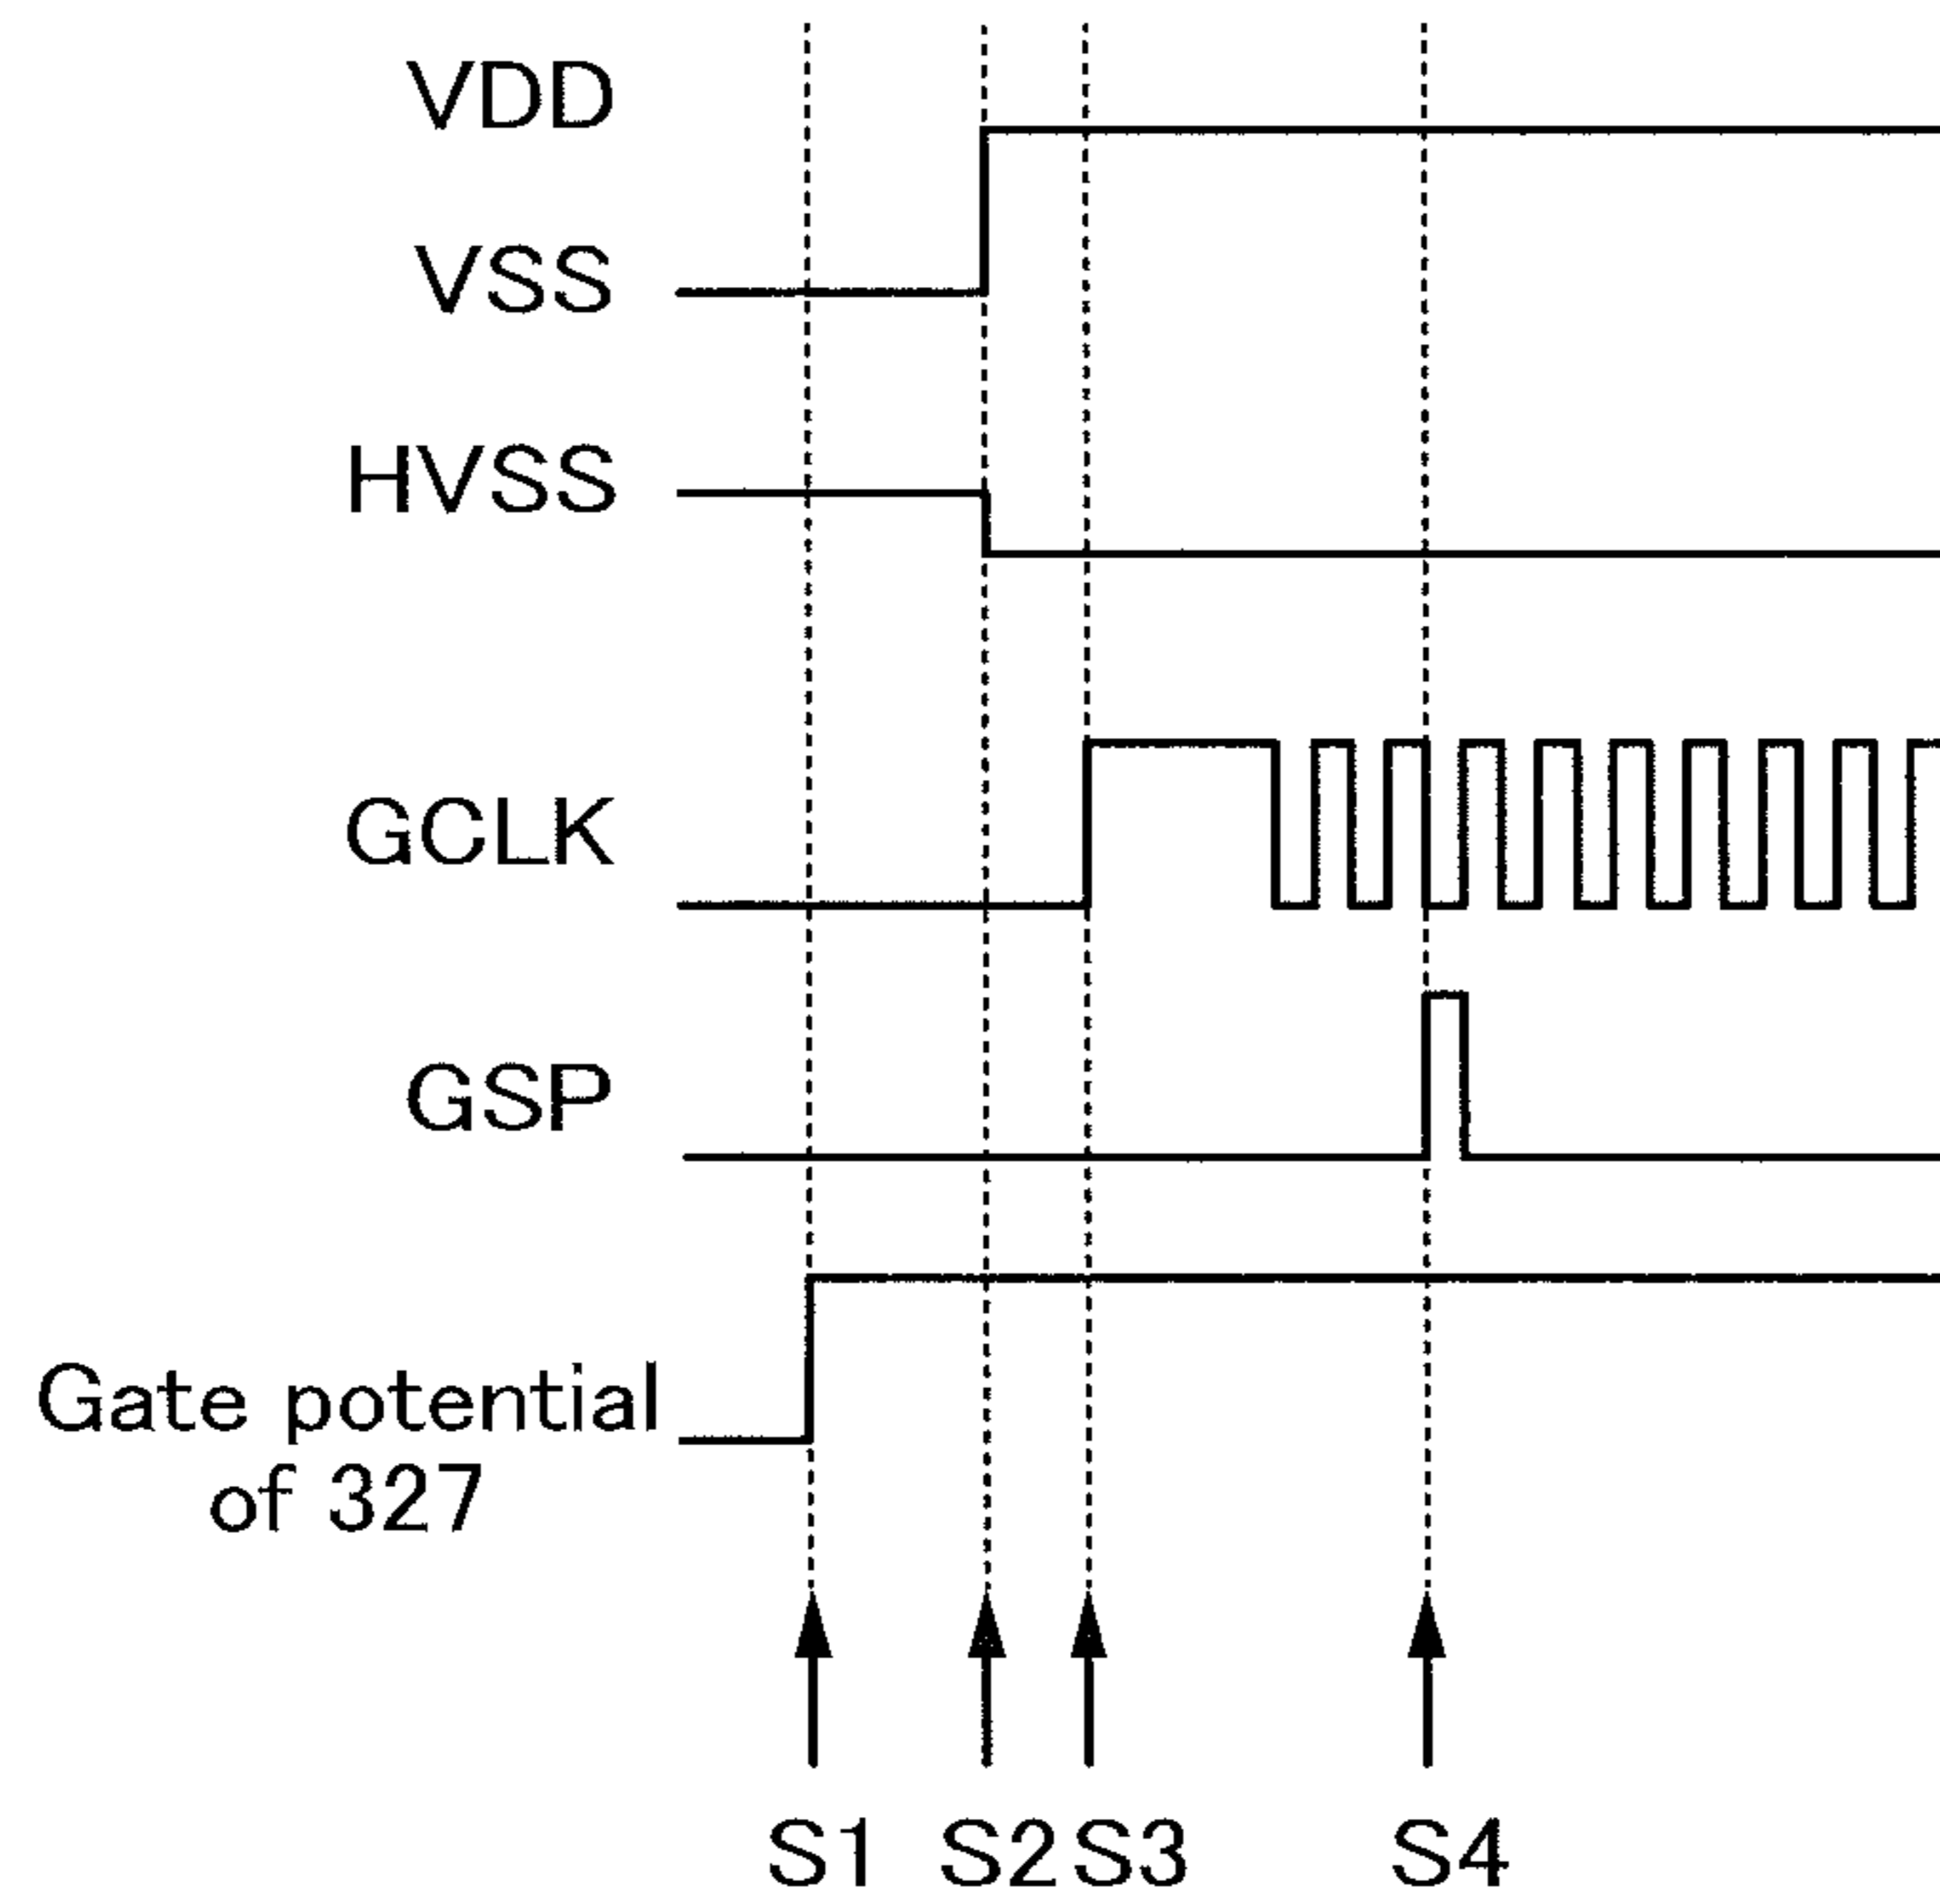 VDD
VSS
HVSS
GCLK
GSP
Gate potential
of 327
S1 S2 S3 S4